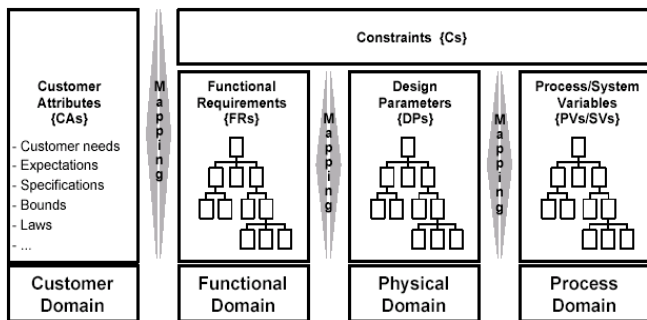 Constraints {Cs}
Customer
Attributes
{CAs}
- Customer needs
- Expectations
- Specifications
- Bounds
- Laws
- ...
Mapping
Functional
Requirements
{FRs}
Mapping
Design
Parameters
{DPs}
Mapping
Process/System
Variables
{PVs/SVs}
Customer
Domain
Functional
Domain
Physical
Domain
Process
Domain